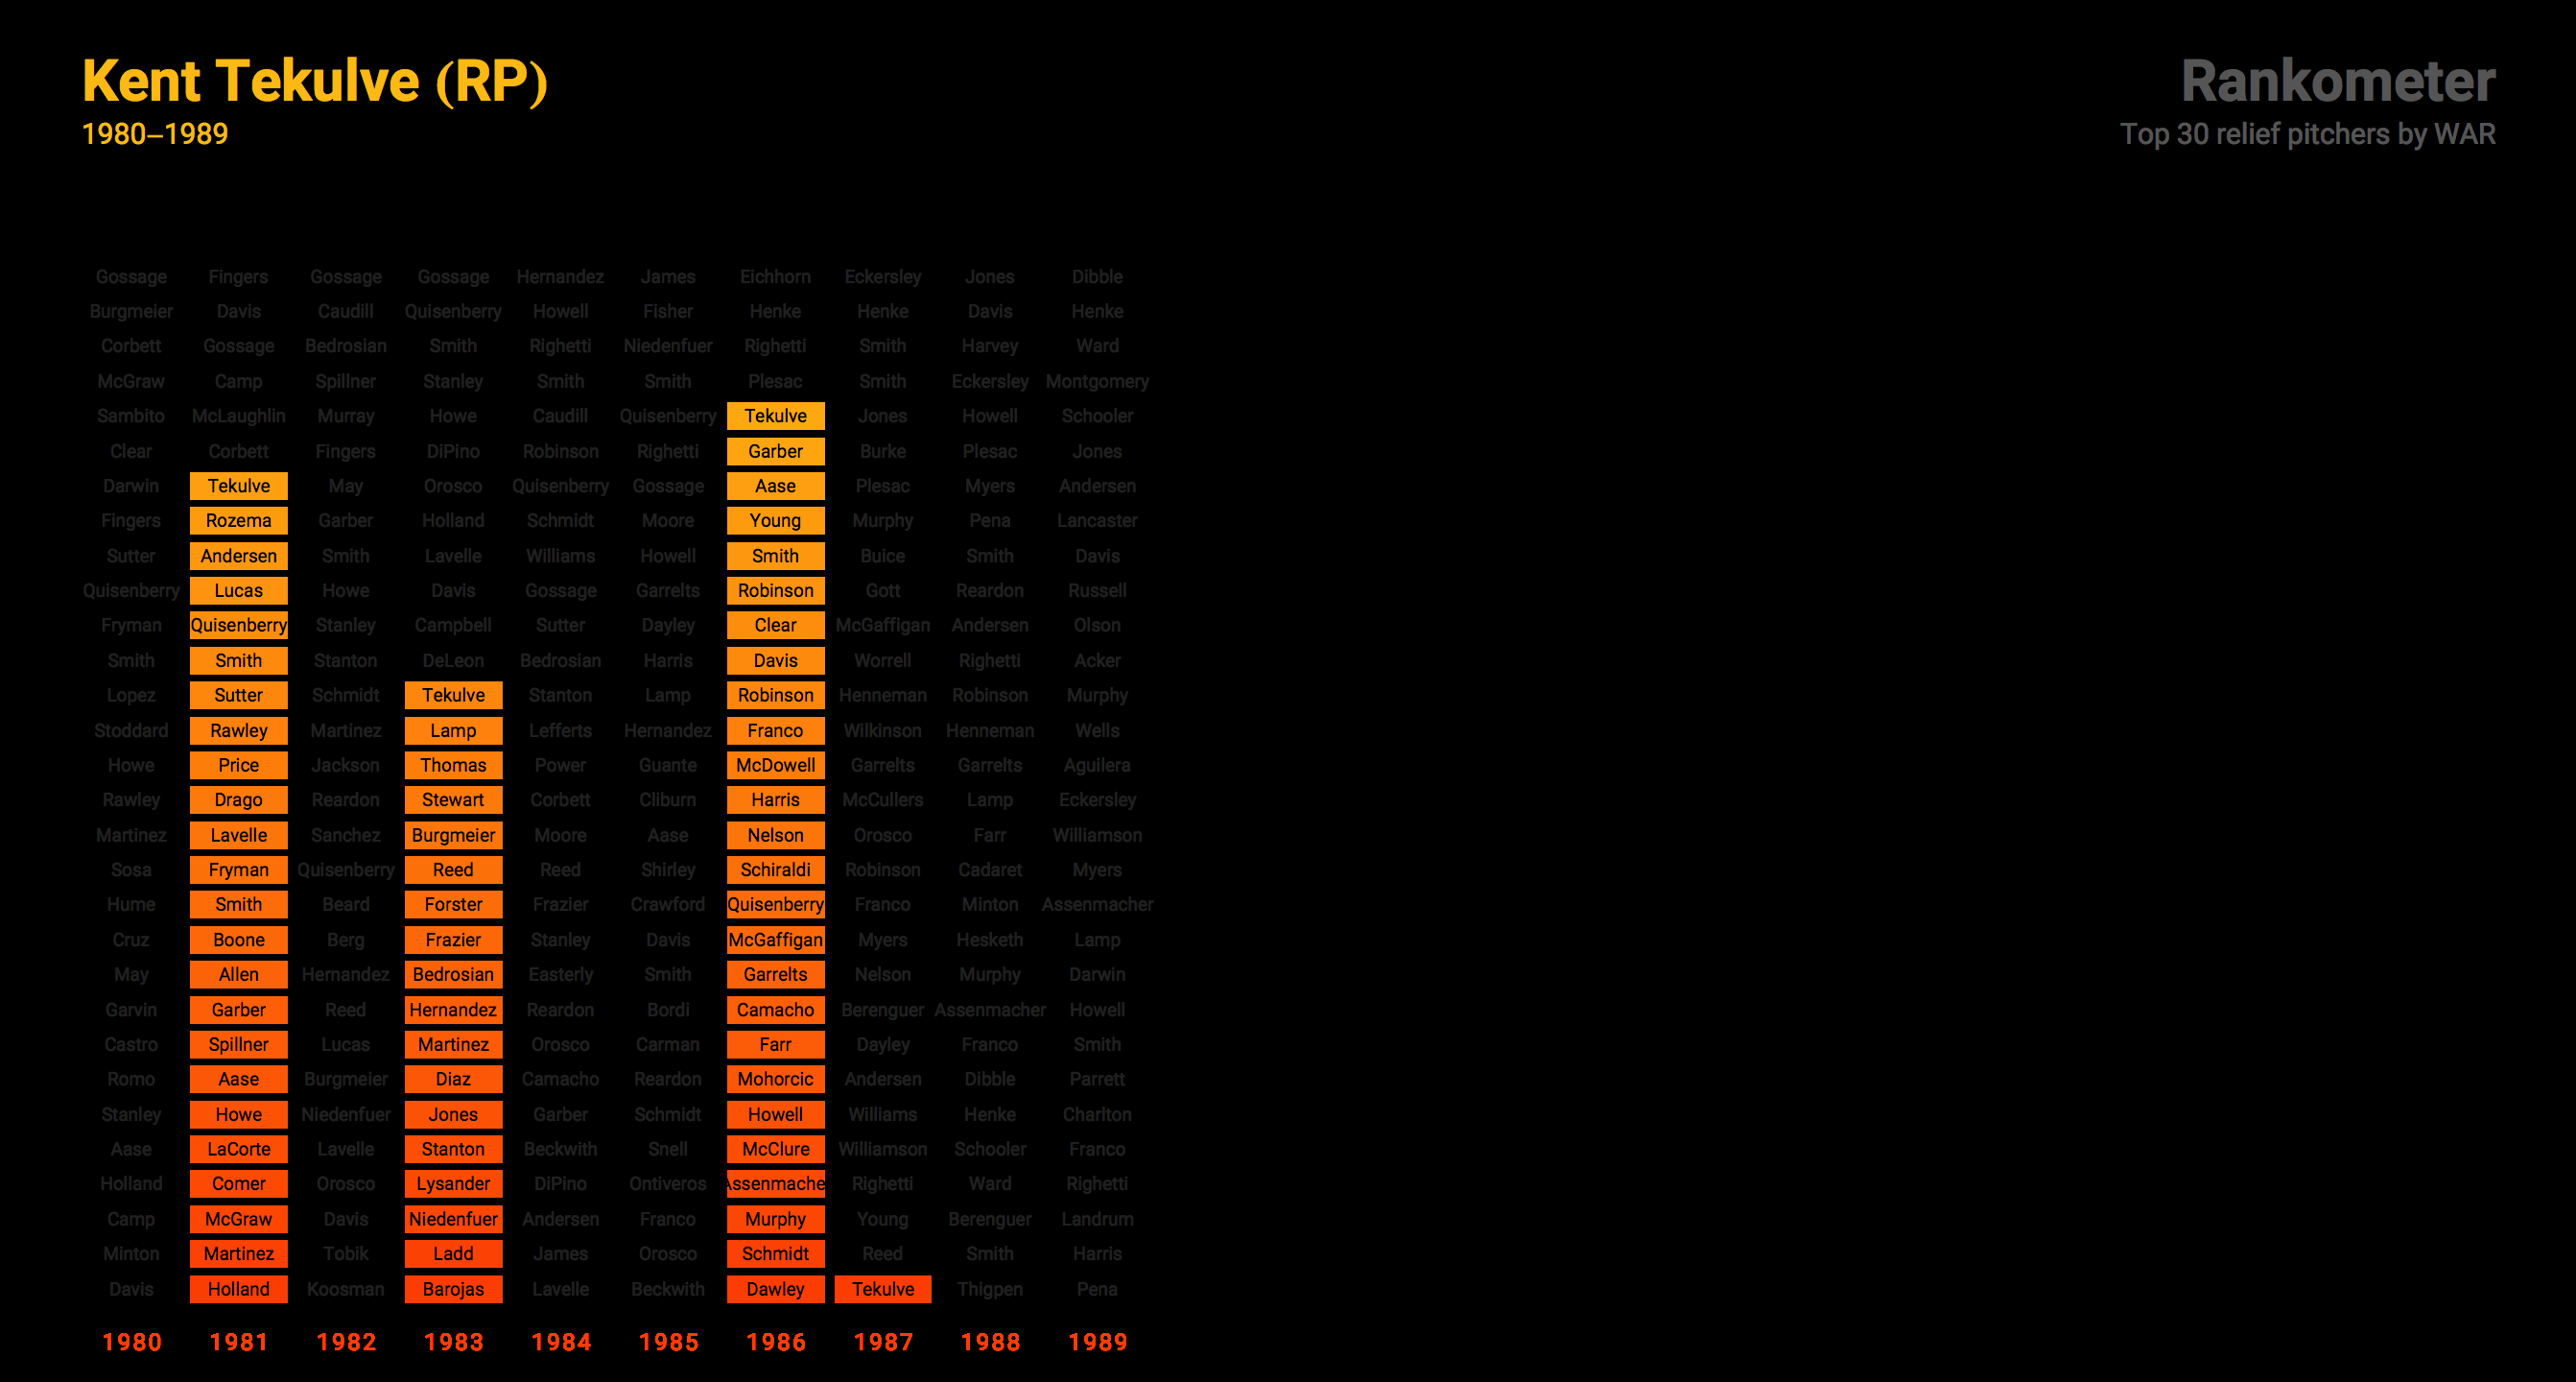 Kent Tekulve (RP)
1980–1989
Rankometer
Top 30 relief pitchers by WAR
Gossage Fingers Gossage Gossage Hernandez James Eichhorn Eckersley Jones Dibble
Burgmeier Davis Caudill Quisenberry Howell Fisher Henke Henke Davis Henke
Corbett Gossage Bedrosian Smith Righetti Niedenfuer Righetti Smith Harvey Ward
McGraw Camp Spillner Stanley Smith Smith Plesac Smith Eckersley Montgomery
Sambito McLaughlin Murray Howe Caudill Quisenberry Tekulve Jones Howell Schooler
Clear Corbett Fingers DiPino Robinson Righetti Garber Burke Plesac Jones
Darwin Tekulve May Orosco Quisenberry Gossage Aase Plesac Myers Andersen
Fingers Rozema Garber Holland Schmidt Moore Young Murphy Pena Lancaster
Sutter Andersen Smith Lavelle Williams Howell Smith Buice Smith Davis
Quisenberry Lucas Howe Davis Gossage Garrelts Robinson Gott Reardon Russell
Fryman Quisenberry Stanley Campbell Sutter Dayley Clear McGaffigan Andersen Olson
Smith Smith Stanton DeLeon Bedrosian Harris Davis Worrell Righetti Acker
Lopez Sutter Schmidt Tekulve Stanton Lamp Robinson Henneman Robinson Murphy
Stoddard Rawley Martinez Lamp Lefferts Hernandez Franco Wilkinson Henneman Wells
Howe Price Jackson Thomas Power Guante McDowell Garrelts Garrelts Aguilera
Rawley Drago Reardon Stewart Corbett Cliburn Harris McCullers Lamp Eckersley
Martinez Lavelle Sanchez Burgmeier Moore Aase Nelson Orosco Farr Williamson
Sosa Fryman Quisenberry Reed Reed Shirley Schiraldi Robinson Cadaret Myers
Hume Smith Beard Forster Frazier Crawford Quisenberry Franco Minton Assenmacher
Cruz Boone Berg Frazier Stanley Davis McGaffigan Myers Hesketh Lamp
May Allen Hernandez Bedrosian Easterly Smith Garrelts Nelson Murphy Darwin
Garvin Garber Reed Hernandez Reardon Bordi Camacho Berenguer Assenmacher Howell
Castro Spillner Lucas Martinez Orosco Carman Farr Dayley Franco Smith
Romo Aase Burgmeier Diaz Camacho Reardon Mohorcic Andersen Dibble Parrett
Stanley Howe Niedenfuer Jones Garber Schmidt Howell Williams Henke Charlton
Aase LaCorte Lavelle Stanton Beckwith Snell McClure Williamson Schooler Franco
Holland Comer Orosco Lysander DiPino Ontiveros Assenmache Righetti Ward Righetti
Camp McGraw Davis Niedenfuer Andersen Franco Murphy Young Berenguer Landrum
Minton Martinez Tobik Ladd James Orosco Schmidt Reed Smith Harris
Davis Holland Koosman Barojas Lavelle Beckwith Dawley Tekulve Thigpen Pena
1980 1981 1982 1983 1984 1985 1986 1987 1988 1989